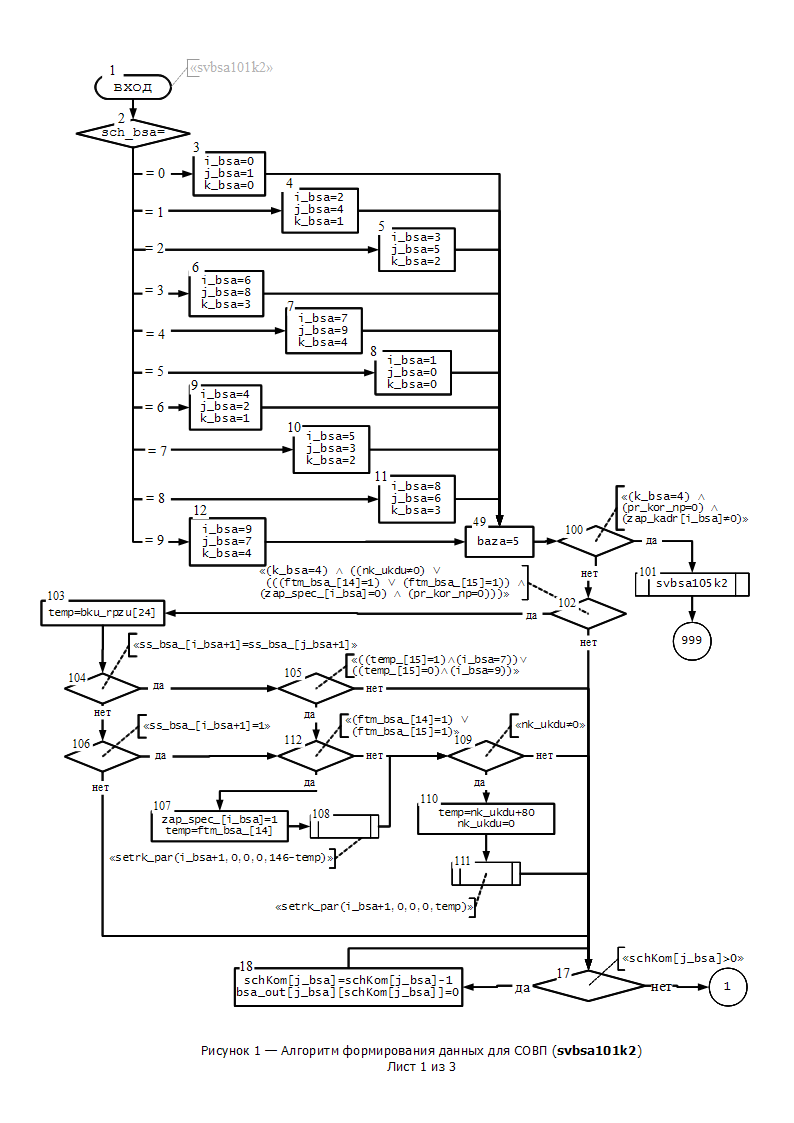 1
«svbsa101k2»
вход
2
sch_bsa=
3
= 0
i_bsa=0
j_bsa=1
k_bsa=0
4
= 1
i_bsa=2
j_bsa=4
k_bsa=1
5
= 2
i_bsa=3
j_bsa=5
k_bsa=2
6
= 3
i_bsa=6
j_bsa=8
k_bsa=3
7
= 4
i_bsa=7
j_bsa=9
k_bsa=4
8
= 5
i_bsa=1
j_bsa=0
k_bsa=0
9
= 6
i_bsa=4
j_bsa=2
k_bsa=1
10
= 7
i_bsa=5
j_bsa=3
k_bsa=2
11
= 8
i_bsa=8
j_bsa=6
k_bsa=3
12
= 9
i_bsa=9
j_bsa=7
k_bsa=4
49
baza=5
100
«(k_bsa=4) ∧
(pr_kor_np=0) ∧
(zap_kadr[i_bsa]≠0)»
да
нет
101
svbsa105k2
999
«(k_bsa=4) ∧ ((nk_ukdu≠0) ∨
(((ftm_bsa_[14]=1) ∨ (ftm_bsa_[15]=1)) ∧
(zap_spec_[i_bsa]=0) ∧ (pr_kor_np=0)))»
102
да
нет
103
temp=bku_rpzu[24]
«ss_bsa_[i_bsa+1]=ss_bsa_[j_bsa+1]»
104
да
нет
105
«((temp_[15]=1)∧(i_bsa=7))∨
((temp_[15]=0)∧(i_bsa=9))»
нет
да
106
«ss_bsa_[i_bsa+1]=1»
да
нет
112
«(ftm_bsa_[14]=1) ∨
(ftm_bsa_[15]=1)»
нет
да
109
«nk_ukdu≠0»
нет
да
107
zap_spec_[i_bsa]=1
temp=ftm_bsa_[14]
108
«setrk_par(i_bsa+1,0,0,0,146-temp)»
110
temp=nk_ukdu+80
nk_ukdu=0
111
«setrk_par(i_bsa+1,0,0,0,temp)»
17
«schKom[j_bsa]>0»
да
нет
1
18
schKom[j_bsa]=schKom[j_bsa]-1
bsa_out[j_bsa][schKom[j_bsa]]=0
Рисунок 1 — Алгоритм формирования данных для СОВП (svbsa101k2)
Лист 1 из 3